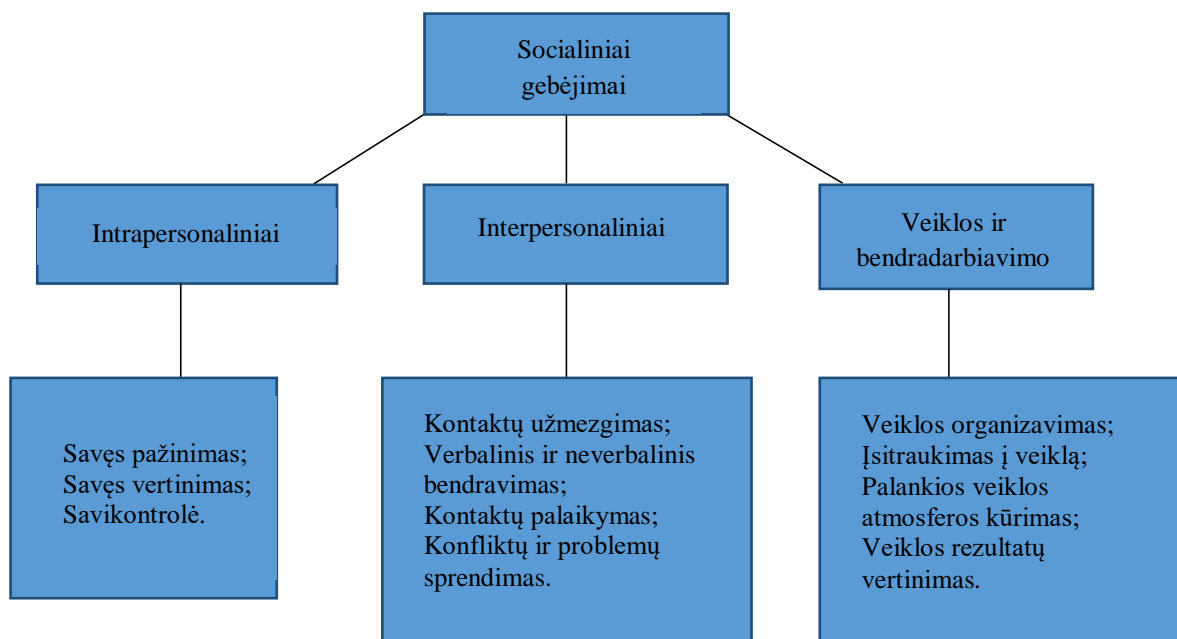 Socialiniai
gebėjimai
Intrapersonaliniai
Interpersonaliniai
Veiklos ir
bendradarbiavimo
Savęs pažinimas;
Savęs vertinimas;
Savikontrolė.
Kontaktų užmezgimas;
Verbalinis ir neverbalinis
bendravimas;
Kontaktų palaikymas;
Konfliktų ir problemų
sprendimas.
Veiklos organizavimas;
Įsitraukimas į veiklą;
Palankios veiklos
atmosferos kūrimas;
Veiklos rezultatų
vertinimas.